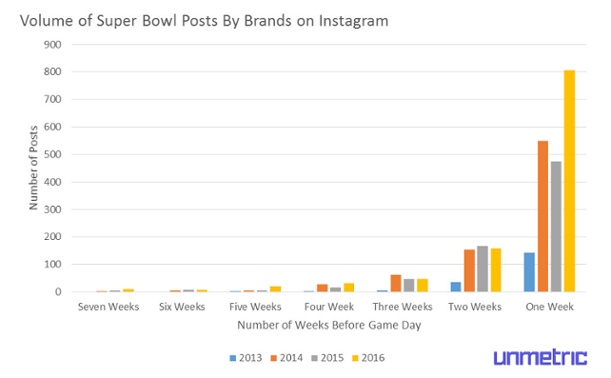 Volume of Super Bowl Posts By Brands on Instagram
900
800
700
600
500
400
300
200
100
0
Number of Posts
Seven Weeks Six Weeks Five Weeks Four Week Three Weeks Two Weeks One Week
Number of Weeks Before Game Day
2013 2014 2015 2016
unmetric